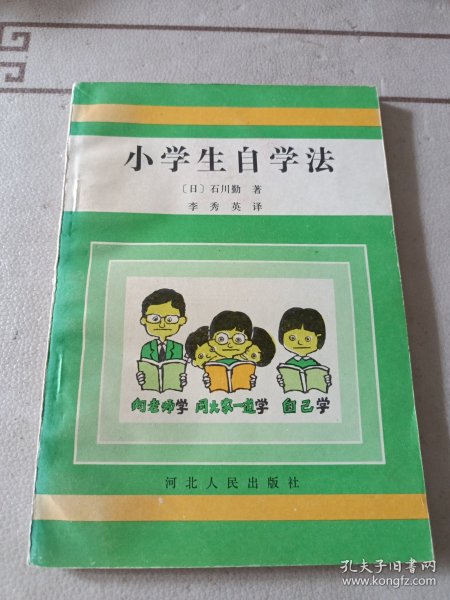 小学生自学法
〔日〕石川勤 著
李秀英译
向老师学 同大家一道学 自己学
河北人民出版社
孔夫子旧书网
www.kongfz.com